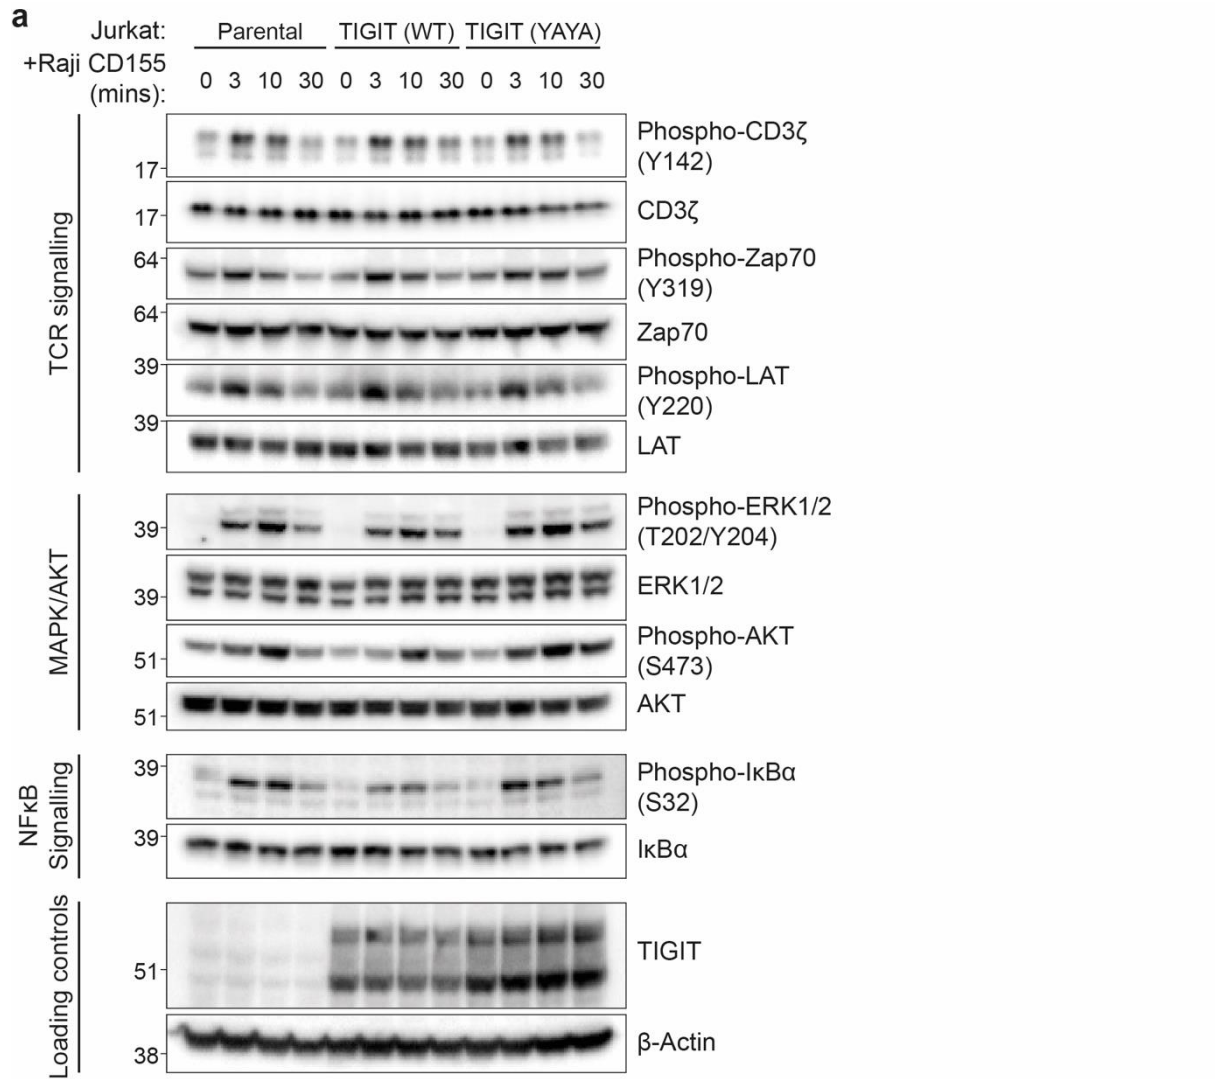 a
Jurkat: Parental TIGIT (WT) TIGIT (YAYA)
+Raji CD155
(mins): 0 3 10 30 0 3 10 30 0 3 10 30
TCR signalling
Phospho-CD3ζ
(Y142)
17
CD3ζ
17
Phospho-Zap70
(Y319)
64
Zap70
64
Phospho-LAT
(Y220)
39
LAT
39
MAPK/AKT
Phospho-ERK1/2
(T202/Y204)
39
ERK1/2
39
Phospho-AKT
(S473)
51
AKT
51
NFκB
Signalling
Phospho-IκBα
(S32)
39
IκBα
39
Loading controls
TIGIT
51
β-Actin
38